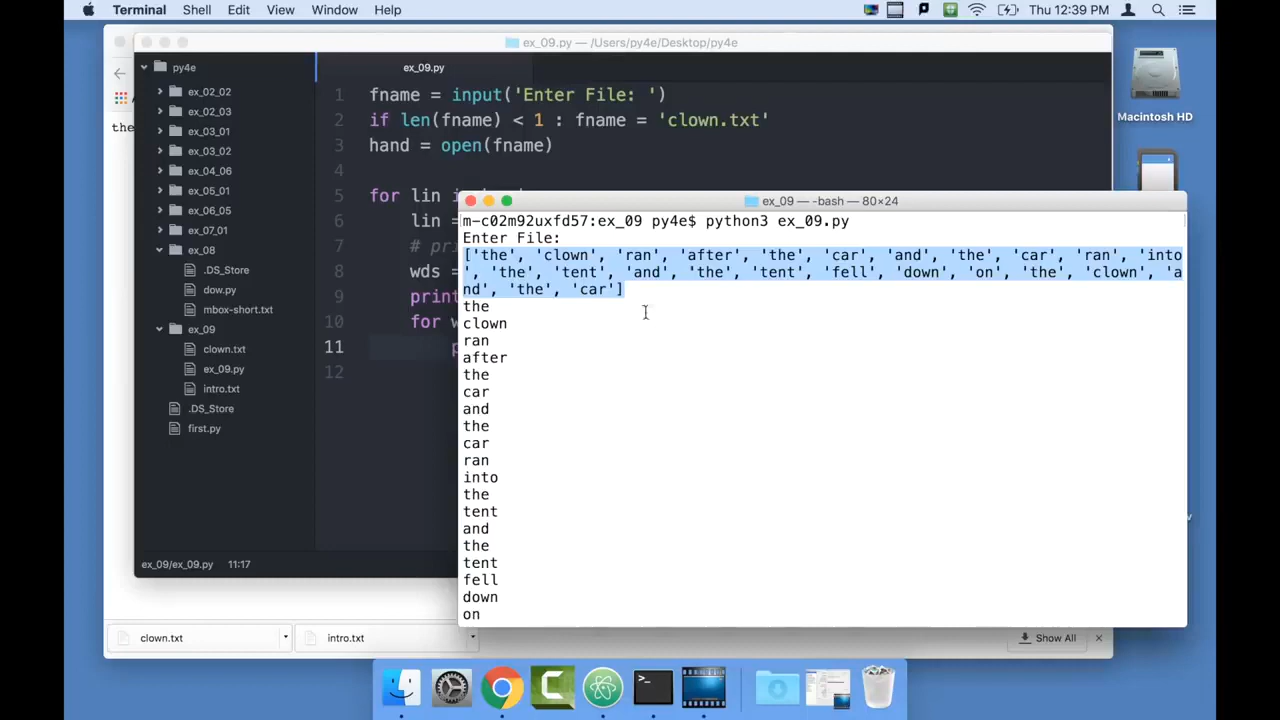 Terminal Shell Edit View Window Help Thu 12:39 PM
ex_09.py — /Users/py4e/Desktop/py4e
py4e
ex_02_02
ex_02_03
ex_03_01
ex_03_02
ex_04_06
ex_05_01
ex_06_05
ex_07_01
ex_08
.DS_Store
dow.py
mbox-short.txt
ex_09
clown.txt
ex_09.py
intro.txt
.DS_Store
first.py
ex_09.py
1 fname = input('Enter File: ')
2 if len(fname) < 1 : fname = 'clown.txt'
3 hand = open(fname)
4
5 for lin
6 lin =
7 #
8 wds =
9 print
10 for
11
12
ex_09/ex_09.py 11:17
the
ex_09 — -bash — 80×24
m-c02m92uxfd57:ex_09 py4e$ python3 ex_09.py
Enter File:
['the', 'clown', 'ran', 'after', 'the', 'car', 'and', 'the', 'car', 'ran', 'into
', 'the', 'tent', 'and', 'the', 'tent', 'fell', 'down', 'on', 'the', 'clown', 'a
nd', 'the', 'car']
the
clown
ran
after
the
car
and
the
car
ran
into
the
tent
and
the
tent
fell
down
on
Macintosh HD
clown.txt intro.txt Show All